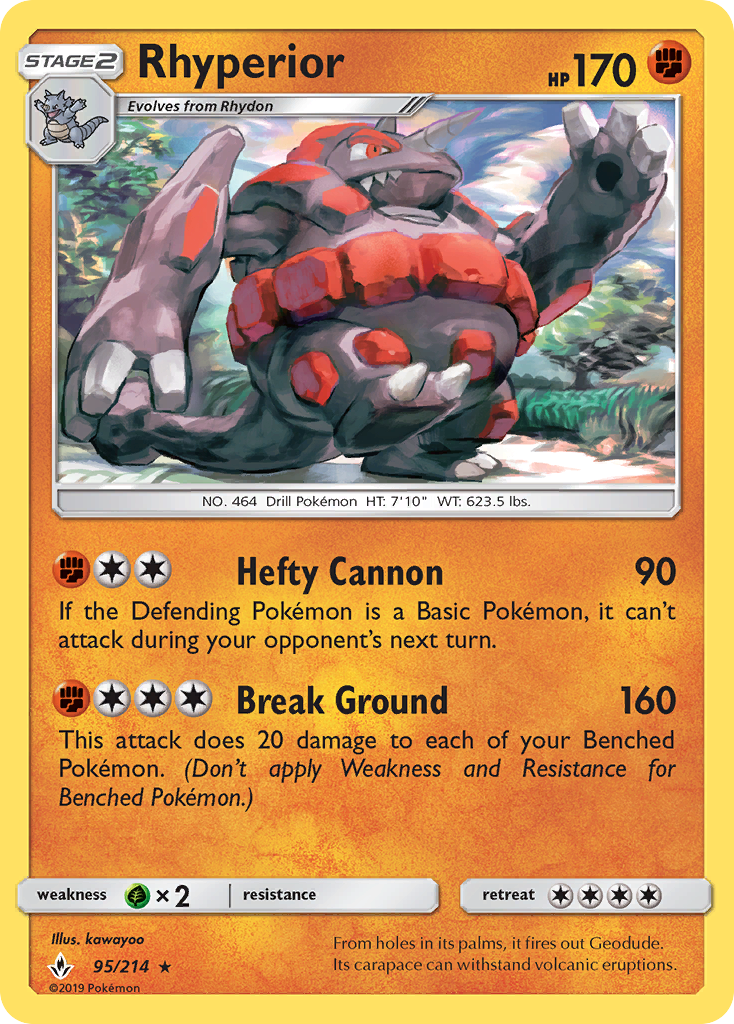 STAGE2
Rhyperior
HP 170
Evolves from Rhydon
NO. 464 Drill Pokémon HT: 7'10" WT: 623.5 lbs.
Hefty Cannon 90
If the Defending Pokémon is a Basic Pokémon, it can't
attack during your opponent's next turn.
Break Ground 160
This attack does 20 damage to each of your Benched
Pokémon. (Don't apply Weakness and Resistance for
Benched Pokémon.)
weakness ×2 resistance retreat
Illus. kawayoo
95/214 ★
©2019 Pokémon
From holes in its palms, it fires out Geodude.
Its carapace can withstand volcanic eruptions.